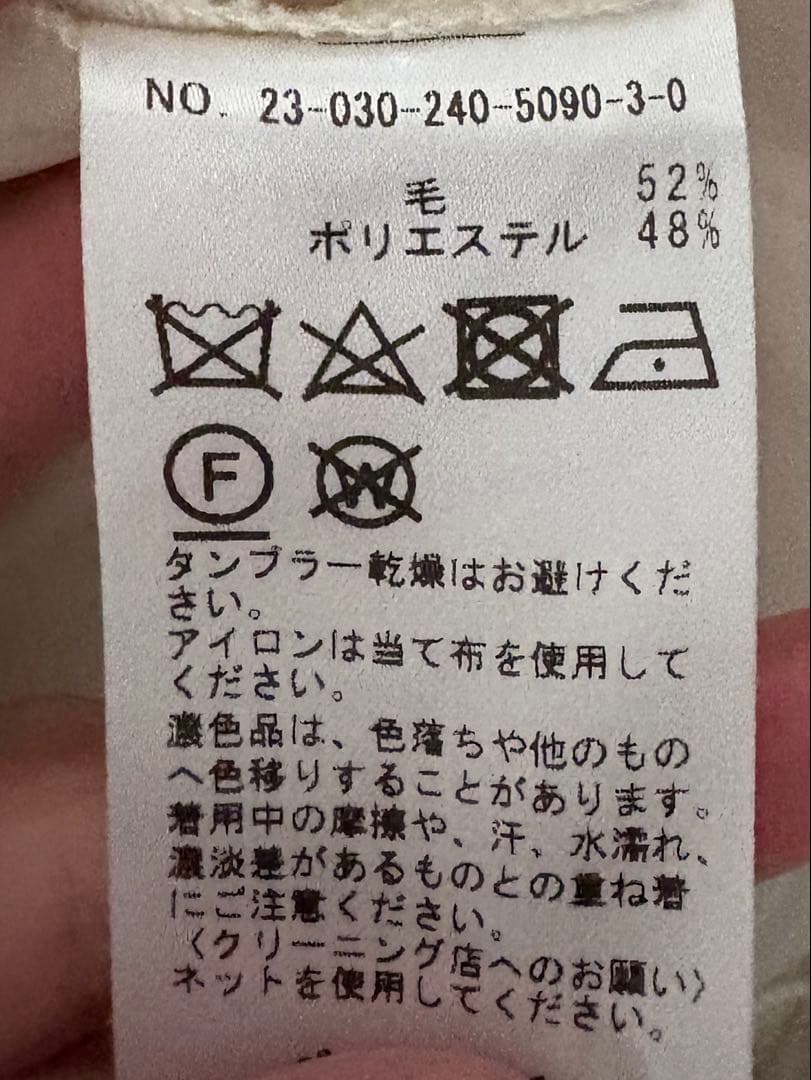 NO. 23-030-240-5090-3-0
毛 52%
ポリエステル 48%
F
W
タンブラー乾燥はお避けくだ
さい。
アイロンは当て布を使用して
ください。
濃色品は、色落ちや他のもの
へ色移りすることがあります。
着用中の摩擦や、汗、水濡れ、
濃淡差があるものとの重ね着
にご注意ください。
〈クリーニング店へのお願い〉
ネットを使用してください。